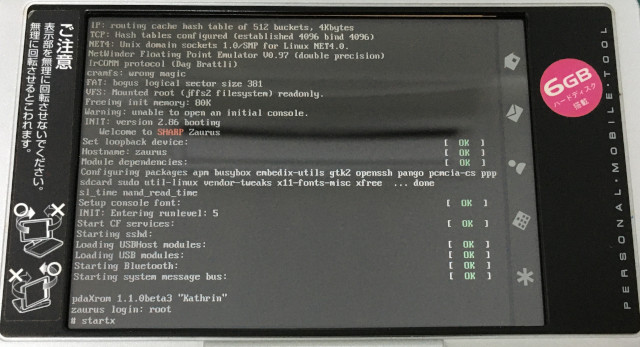 IP: routing cache hash table of 512 buckets, 4Kbytes
TCP: Hash tables configured (established 4096 bind 4096)
NET4: Unix domain sockets 1.0/SMP for Linux NET4.0.
NetWinder Floating Point Emulator V0.97 (double precision)
IrCOMM protocol (Dag Brattli)
cramfs: wrong magic
FAT: bogus logical sector size 381
VFS: Mounted root (jffs2 filesystem) readonly.
Freeing init memory: 80K
Warning: unable to open an initial console.
INIT: version 2.86 booting
Welcome to SHARP Zaurus
Set loopback device: [ OK ]
Hostname: zaurus [ OK ]
Module dependencies: [ OK ]
Configuring packages apm busybox embedix-utils gtk2 openssh pango pcmcia-cs ppp
sdcard sudo util-linux vendor-tweaks x11-fonts-misc xfree ... done
sl_time nand_read_time
Setup console font: [ OK ]
INIT: Entering runlevel: 5
Start CF services: [ OK ]
Starting sshd:
Loading USBHost modules: [ OK ]
Loading USB modules: [ OK ]
Starting Bluetooth: [ OK ]
Starting system message bus: [ OK ]
pdaXrom 1.1.0beta3 "Kathrin"
zaurus login: root
# startx
ご注意
表示部を無理に回転させないでください。
無理に回転させるとこわれます。
6GB
ハードディスク
搭載
PERSONAL MOBILE TOOL